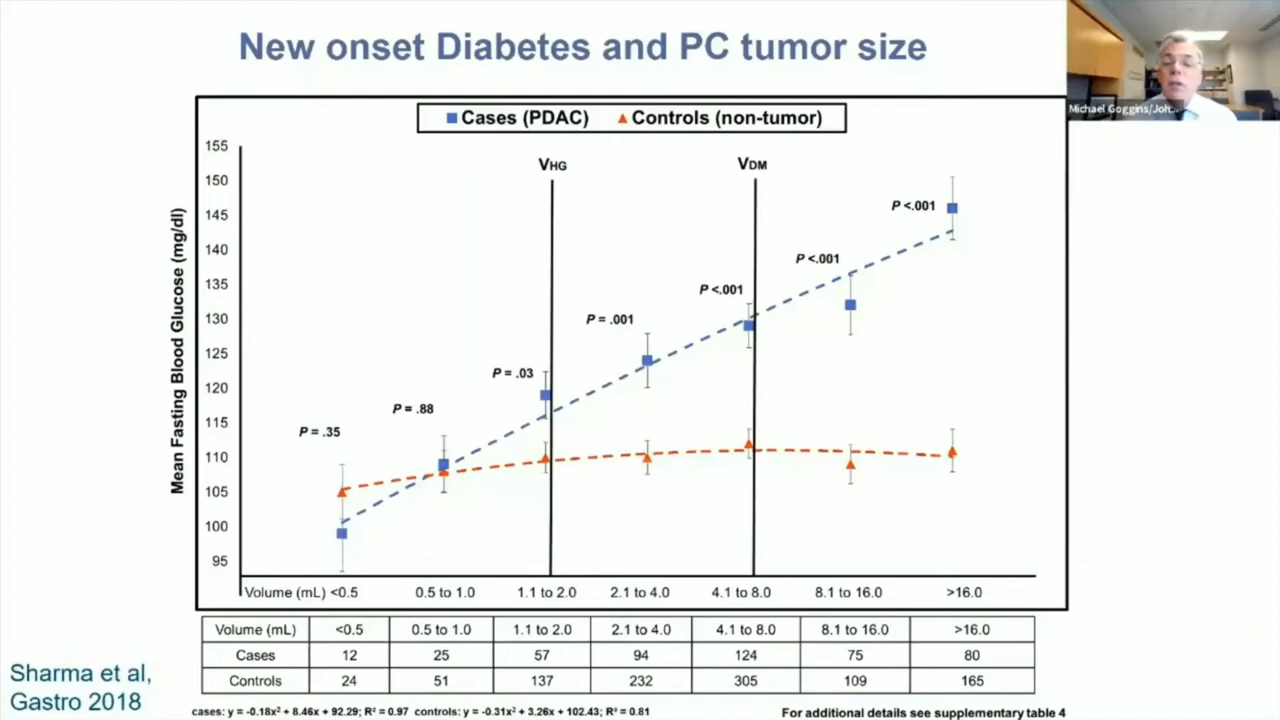 New onset Diabetes and PC tumor size
Michael Goggins/Joh...
Cases (PDAC) Controls (non-tumor)
Mean Fasting Blood Glucose (mg/dl)
155
150
145
140
135
130
125
120
115
110
105
100
95
VHG
VDM
P = .35
P = .88
P = .03
P = .001
P <.001
P <.001
P <.001
Volume (mL) <0.5 0.5 to 1.0 1.1 to 2.0 2.1 to 4.0 4.1 to 8.0 8.1 to 16.0 >16.0
Volume (mL) <0.5 0.5 to 1.0 1.1 to 2.0 2.1 to 4.0 4.1 to 8.0 8.1 to 16.0 >16.0
Cases 12 25 57 94 124 75 80
Controls 24 51 137 232 305 109 165
Sharma et al,
Gastro 2018
cases: y = -0.18x² + 8.46x + 92.29; R² = 0.97 controls: y = -0.31x² + 3.26x + 102.43; R² = 0.81
For additional details see supplementary table 4